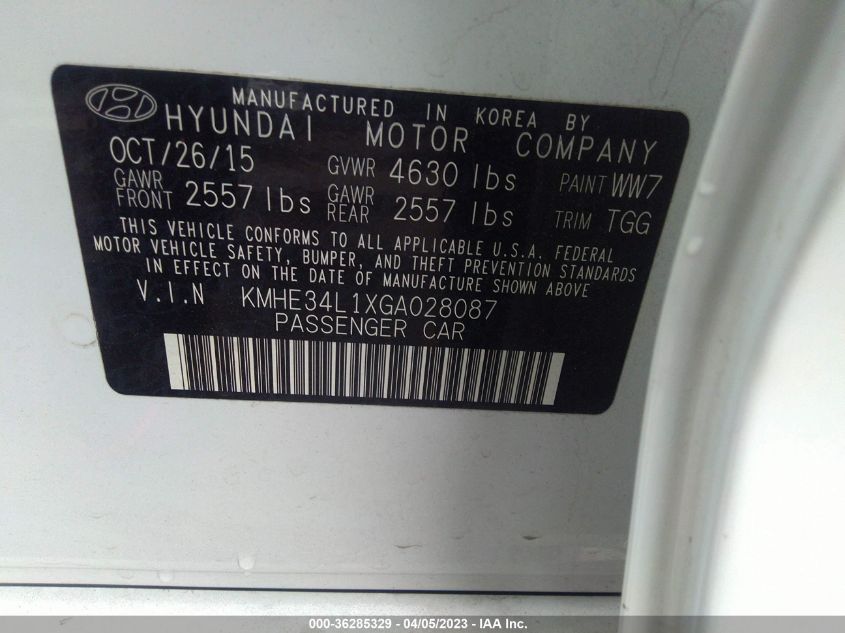 MANUFACTURED IN KOREA BY
HYUNDAI MOTOR COMPANY
OCT/26/15 GVWR 4630 lbs PAINT WW7
GAWR FRONT 2557 lbs GAWR REAR 2557 lbs TRIM TGG
THIS VEHICLE CONFORMS TO ALL APPLICABLE U.S.A. FEDERAL
MOTOR VEHICLE SAFETY, BUMPER, AND THEFT PREVENTION STANDARDS
IN EFFECT ON THE DATE OF MANUFACTURE SHOWN ABOVE
V.I.N KMHE34L1XGA028087
PASSENGER CAR
000-36285329 - 04/05/2023 - IAA Inc.